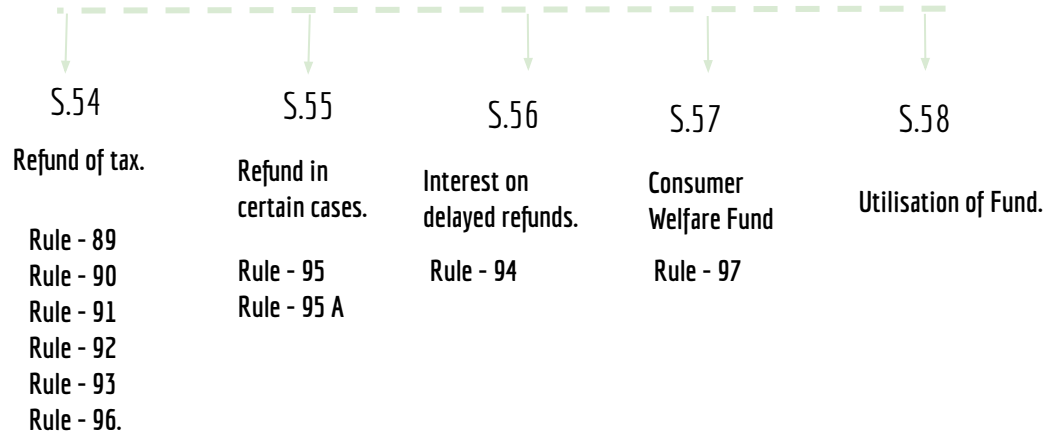 S.54
Refund of tax.
Rule - 89
Rule - 90
Rule - 91
Rule - 92
Rule - 93
Rule - 96.
S.55
Refund in
certain cases.
Rule - 95
Rule - 95 A
S.56
Interest on
delayed refunds.
Rule - 94
S.57
Consumer
Welfare Fund
Rule - 97
S.58
Utilisation of Fund.